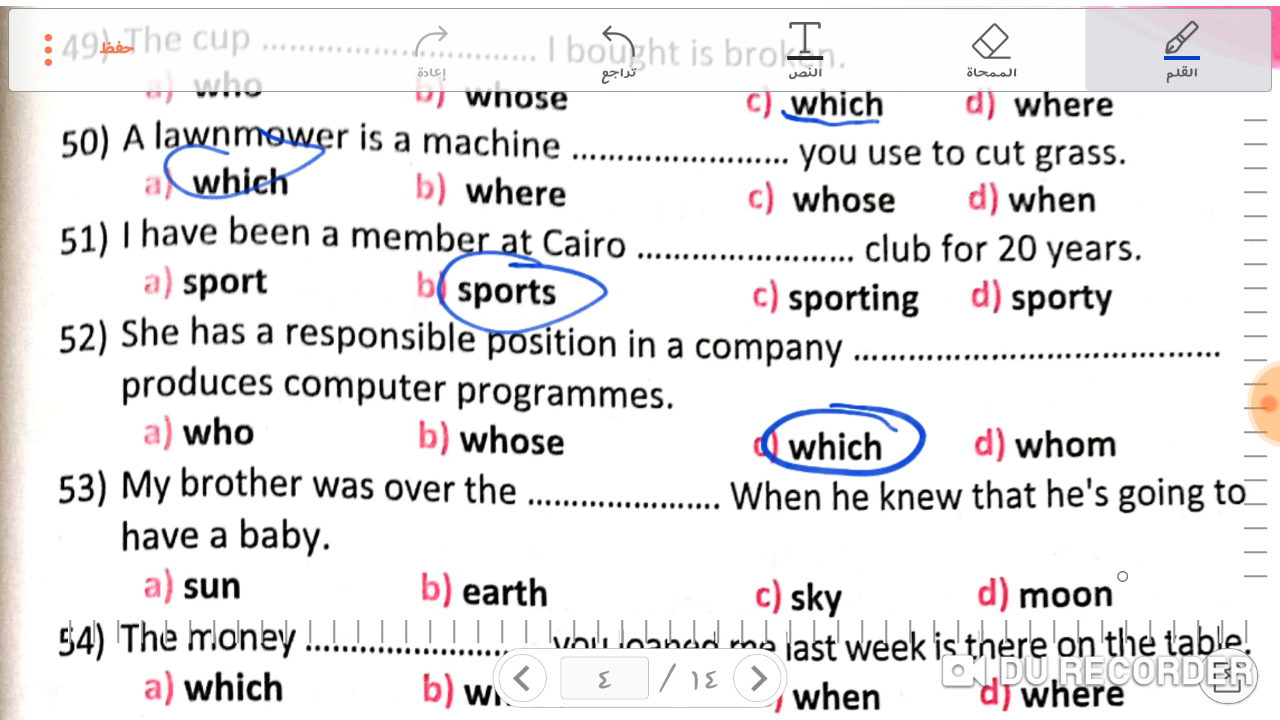 حفظ
إعادة
تراجع
النص
الممحاة
القلم
49) The cup .............................. I bought is broken.
a) who b) whose c) which d) where
50) A lawnmower is a machine ........................ you use to cut grass.
a) which b) where c) whose d) when
51) I have been a member at Cairo ........................ club for 20 years.
a) sport b) sports c) sporting d) sporty
52) She has a responsible position in a company ........................................
produces computer programmes.
a) who b) whose c) which d) whom
53) My brother was over the ..................... When he knew that he's going to
have a baby.
a) sun b) earth c) sky d) moon
54) The money ........................ you loaned me last week is there on the table.
a) which b) when d) where
٤ / ١٤
DU RECORDER